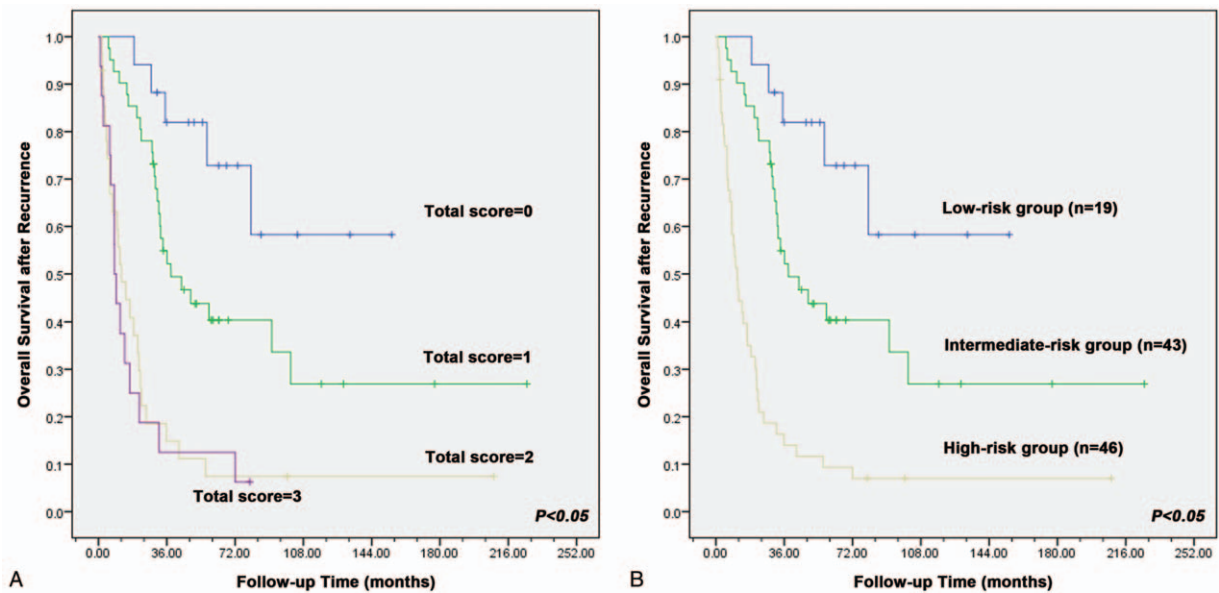 Overall Survival after Recurrence
1.0
0.9
0.8
0.7
0.6
0.5
0.4
0.3
0.2
0.1
0.0
Total score=0
Total score=1
Total score=2
Total score=3
P<0.05
0.00 36.00 72.00 108.00 144.00 180.00 216.00 252.00
Follow-up Time (months)
A
Overall Survival after Recurrence
1.0
0.9
0.8
0.7
0.6
0.5
0.4
0.3
0.2
0.1
0.0
Low-risk group (n=19)
Intermediate-risk group (n=43)
High-risk group (n=46)
P<0.05
0.00 36.00 72.00 108.00 144.00 180.00 216.00 252.00
Follow-up Time (months)
B